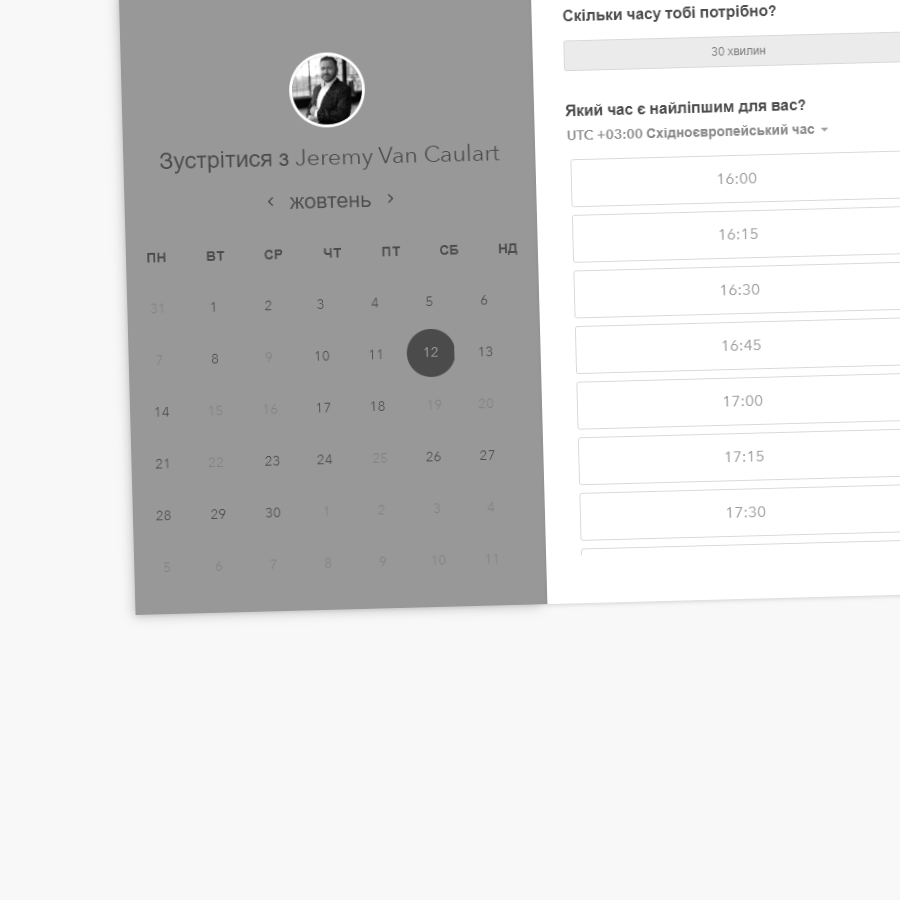 Зустрітися з Jeremy Van Caulart
‹ жовтень ›
ПН ВТ СР ЧТ ПТ СБ НД
31 1 2 3 4 5 6
7 8 9 10 11 12 13
14 15 16 17 18 19 20
21 22 23 24 25 26 27
28 29 30 1 2 3 4
5 6 7 8 9 10 11
Скільки часу тобі потрібно?
30 хвилин
Який час є найліпшим для вас?
UTC +03:00 Східноєвропейський час
16:00
16:15
16:30
16:45
17:00
17:15
17:30